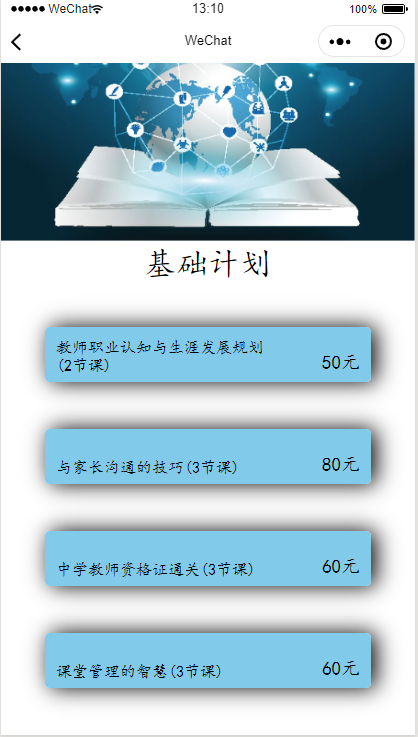 WeChat
13:10
100%
WeChat
基础计划
教师职业认知与生涯发展规划
(2节课)
50元
与家长沟通的技巧(3节课)
80元
中学教师资格证通关(3节课)
60元
课堂管理的智慧(3节课)
60元